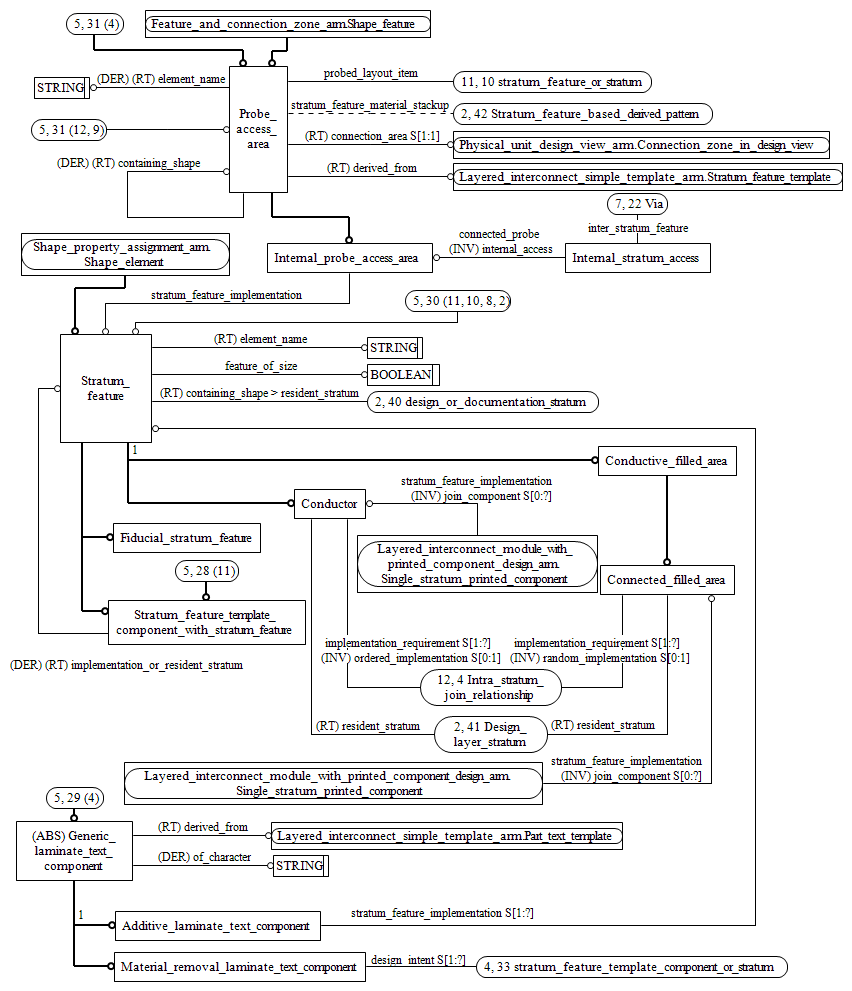 5, 31 (4)
Feature_and_connection_zone_arm.Shape_feature
probed_layout_item
(DER) (RT) element_name
STRING
11, 10 stratum_feature_or_stratum
Probe_
access_
area
stratum_feature_material_stackup
2, 42 Stratum_feature_based_derived_pattern
5, 31 (12, 9)
(RT) connection_area S[1:1]
Physical_unit_design_view_arm.Connection_zone_in_design_view
(DER) (RT) containing_shape
(RT) derived_from
Layered_interconnect_simple_template_arm.Stratum_feature_template
7, 22 Via
inter_stratum_feature
connected_probe
(INV) internal_access
Shape_property_assignment_arm.
Shape_element
Internal_probe_access_area
Internal_stratum_access
stratum_feature_implementation
5, 30 (11, 10, 8, 2)
(RT) element_name
STRING
feature_of_size
BOOLEAN
Stratum_
feature
(RT) containing_shape > resident_stratum
2, 40 design_or_documentation_stratum
1
Conductive_filled_area
stratum_feature_implementation
(INV) join_component S[0:?]
Conductor
Fiducial_stratum_feature
Layered_interconnect_module_with_
printed_component_design_arm.
Single_stratum_printed_component
5, 28 (11)
Connected_filled_area
Stratum_feature_template_
component_with_stratum_feature
implementation_requirement S[1:?]
(INV) ordered_implementation S[0:1]
implementation_requirement S[1:?]
(INV) random_implementation S[0:1]
(DER) (RT) implementation_or_resident_stratum
12, 4 Intra_stratum_
join_relationship
(RT) resident_stratum
2, 41 Design_
layer_stratum
(RT) resident_stratum
stratum_feature_implementation
(INV) join_component S[0:?]
Layered_interconnect_module_with_printed_component_design_arm.
Single_stratum_printed_component
5, 29 (4)
(ABS) Generic_
laminate_text_
component
(RT) derived_from
Layered_interconnect_simple_template_arm.Part_text_template
(DER) of_character
STRING
1
stratum_feature_implementation S[1:?]
Additive_laminate_text_component
Material_removal_laminate_text_component
design_intent S[1:?]
4, 33 stratum_feature_template_component_or_stratum